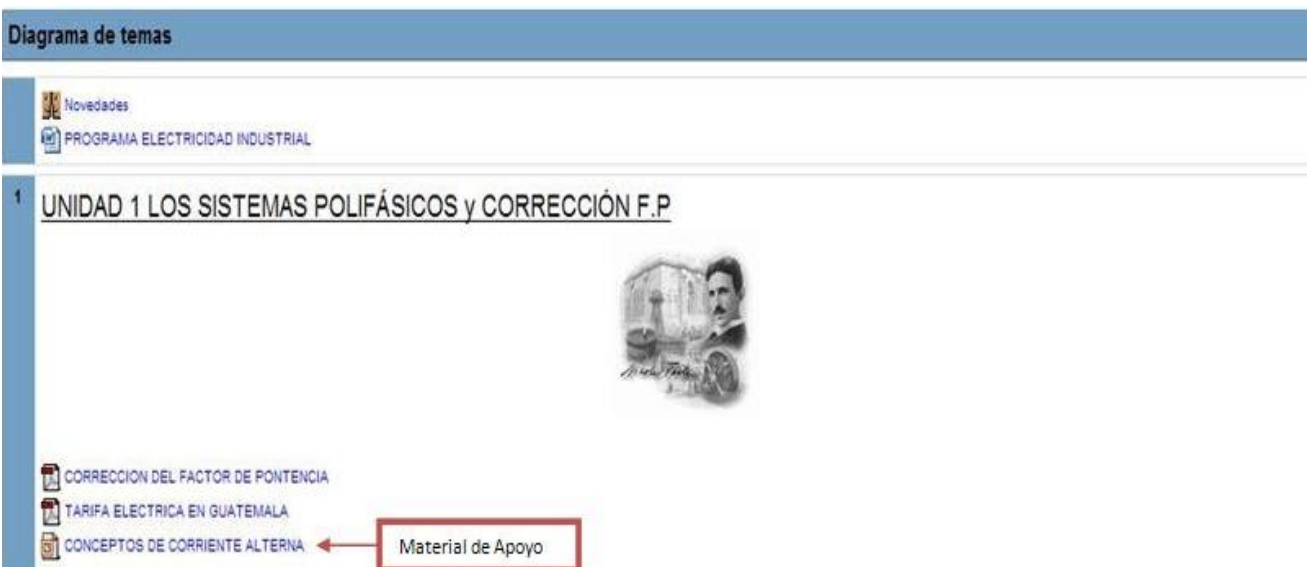 Diagrama de temas
Novedades
PROGRAMA ELECTRICIDAD INDUSTRIAL
1
UNIDAD 1 LOS SISTEMAS POLIFÁSICOS y CORRECCIÓN F.P
CORRECCION DEL FACTOR DE PONTENCIA
TARIFA ELECTRICA EN GUATEMALA
CONCEPTOS DE CORRIENTE ALTERNA
Material de Apoyo